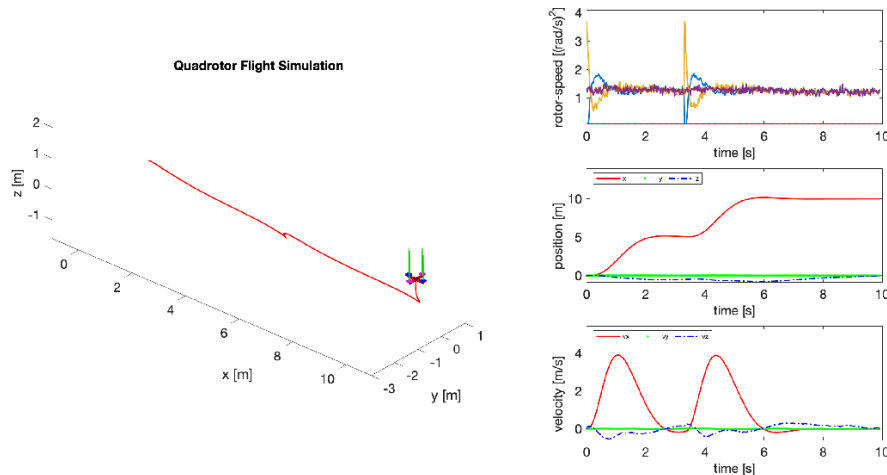 Quadrotor Flight Simulation
2
1
0
-1
z [m]
0
2
4
6
8
10
x [m]
-3
-2
-1
0
1
y [m]
4
3
2
1
rotor-speed [(rad/s)²]
0 2 4 6 8 10
time [s]
x y z
10
5
0
position [m]
0 2 4 6 8 10
time [s]
vx vy vz
4
2
0
velocity [m/s]
0 2 4 6 8 10
time [s]